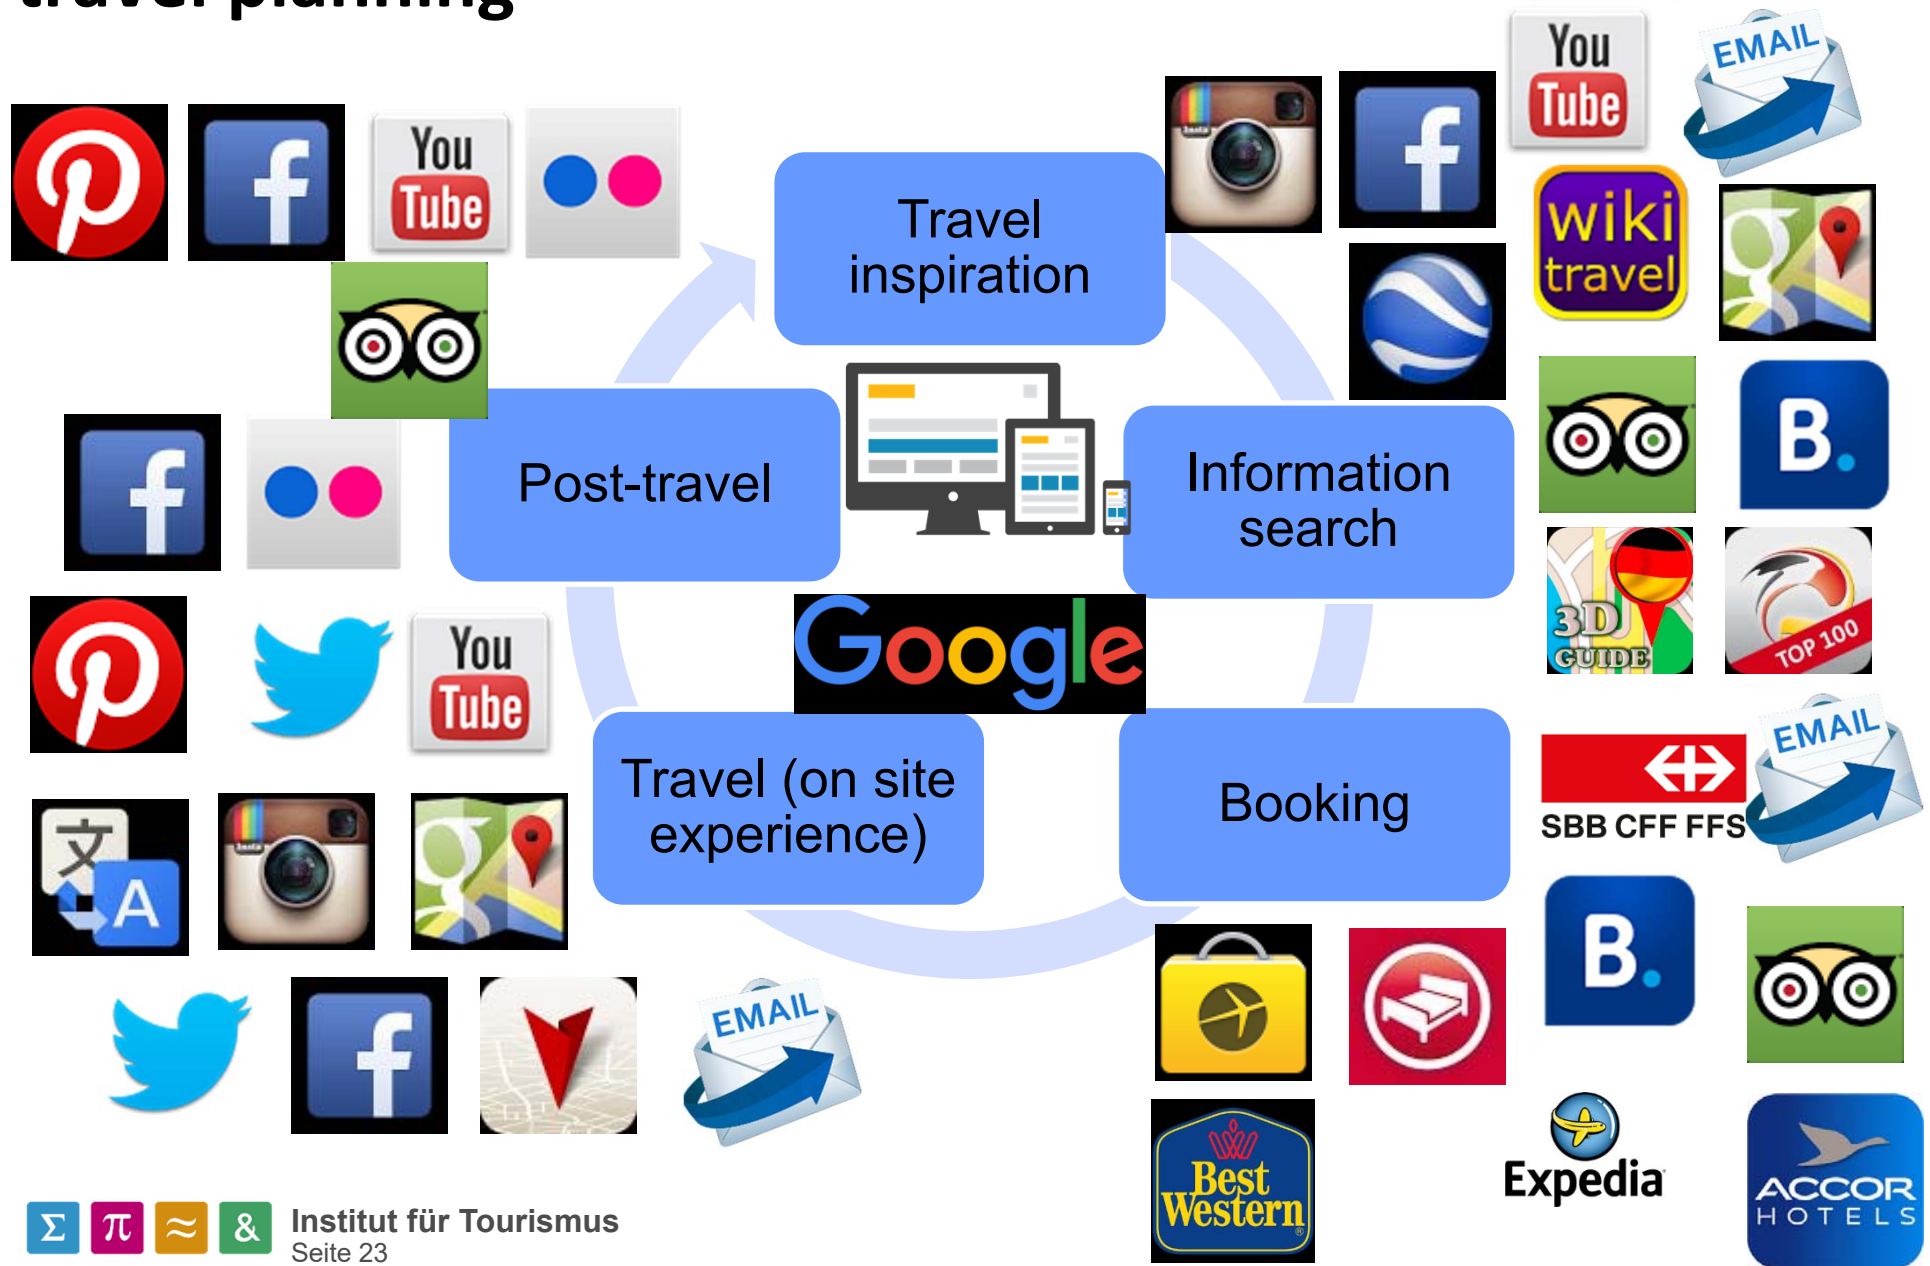 travel planning
You
Tube
EMAIL
Insta
f
You
Tube
wiki
travel
g
Travel
inspiration
B.
f
Post-travel
Information
search
3D
GUIDE
TOP 100
Google
You
Tube
EMAIL
SBB CFF FFS
Travel (on site
experience)
Booking
文
A
Insta
g
B.
f
EMAIL
Best
Western
Expedia
ACCOR
HOTELS
Σ π ≈ &
Institut für Tourismus
Seite 23